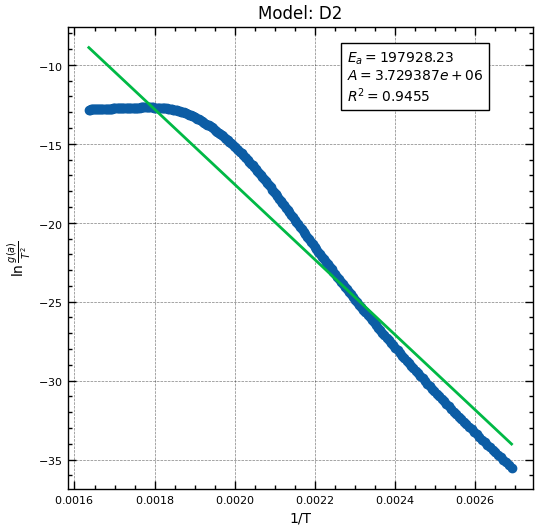 Model: D2
E_a = 197928.23
A = 3.729387e + 06
R² = 0.9455
−10
−15
−20
−25
−30
−35
ln g(a)/T²
0.0016 0.0018 0.0020 0.0022 0.0024 0.0026
1/T